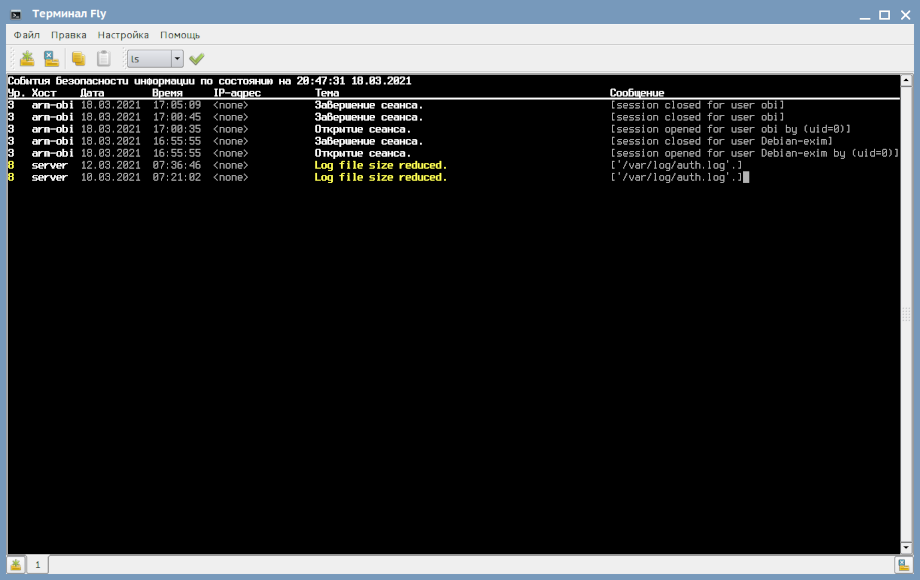 Терминал Fly
Файл Правка Настройка Помощь
ls
События безопасности информации по состоянию на 20:47:31 18.03.2021
Ур. Хост Дата Время IP-адрес Тема Сообщение
3 arm-obi 18.03.2021 17:05:09 <none> Завершение сеанса. [session closed for user obi]
3 arm-obi 18.03.2021 17:00:45 <none> Завершение сеанса. [session closed for user obi]
3 arm-obi 18.03.2021 17:00:35 <none> Открытие сеанса. [session opened for user obi by (uid=0)]
3 arm-obi 18.03.2021 16:55:55 <none> Завершение сеанса. [session closed for user Debian-exim]
3 arm-obi 18.03.2021 16:55:55 <none> Открытие сеанса. [session opened for user Debian-exim by (uid=0)]
8 server 12.03.2021 07:36:46 <none> Log file size reduced. ['/var/log/auth.log'.]
8 server 10.03.2021 07:21:02 <none> Log file size reduced. ['/var/log/auth.log'.]
1